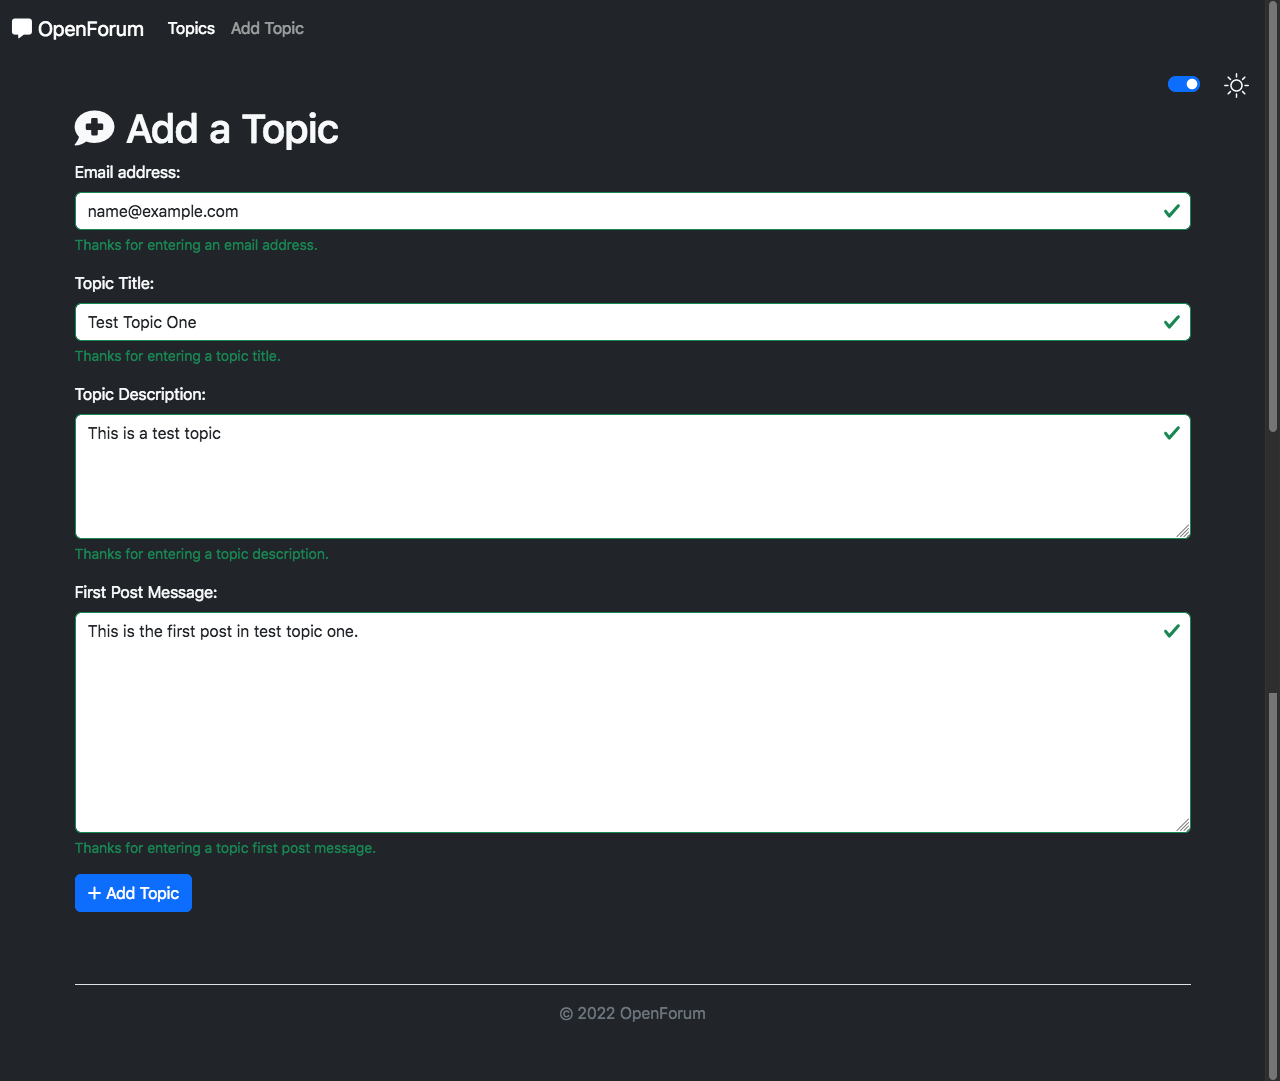 OpenForum Topics Add Topic
Add a Topic
Email address:
name@example.com
Thanks for entering an email address.
Topic Title:
Test Topic One
Thanks for entering a topic title.
Topic Description:
This is a test topic
Thanks for entering a topic description.
First Post Message:
This is the first post in test topic one.
Thanks for entering a topic first post message.
Add Topic
© 2022 OpenForum